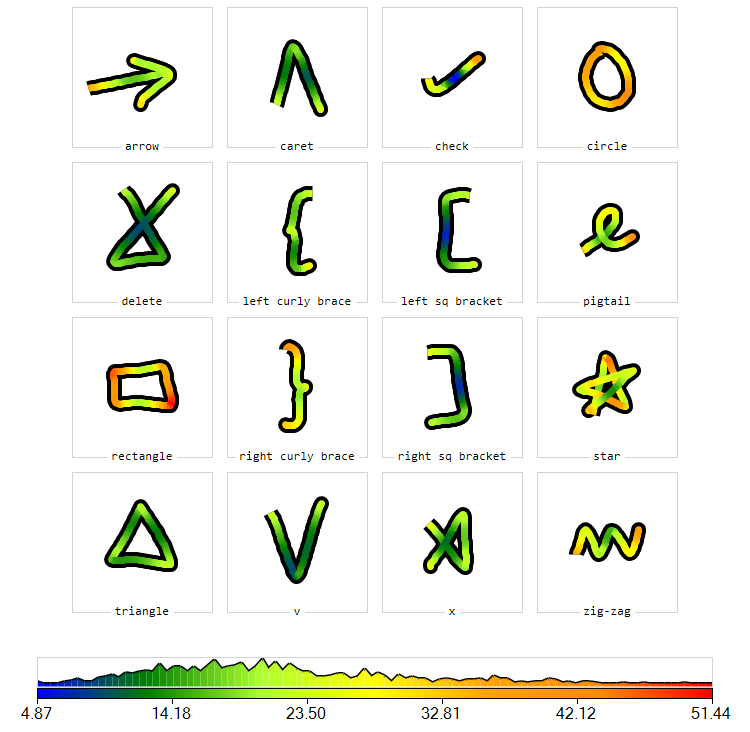 arrow caret check circle
delete left curly brace left sq bracket pigtail
rectangle right curly brace right sq bracket star
triangle v x zig-zag
4.87 14.18 23.50 32.81 42.12 51.44